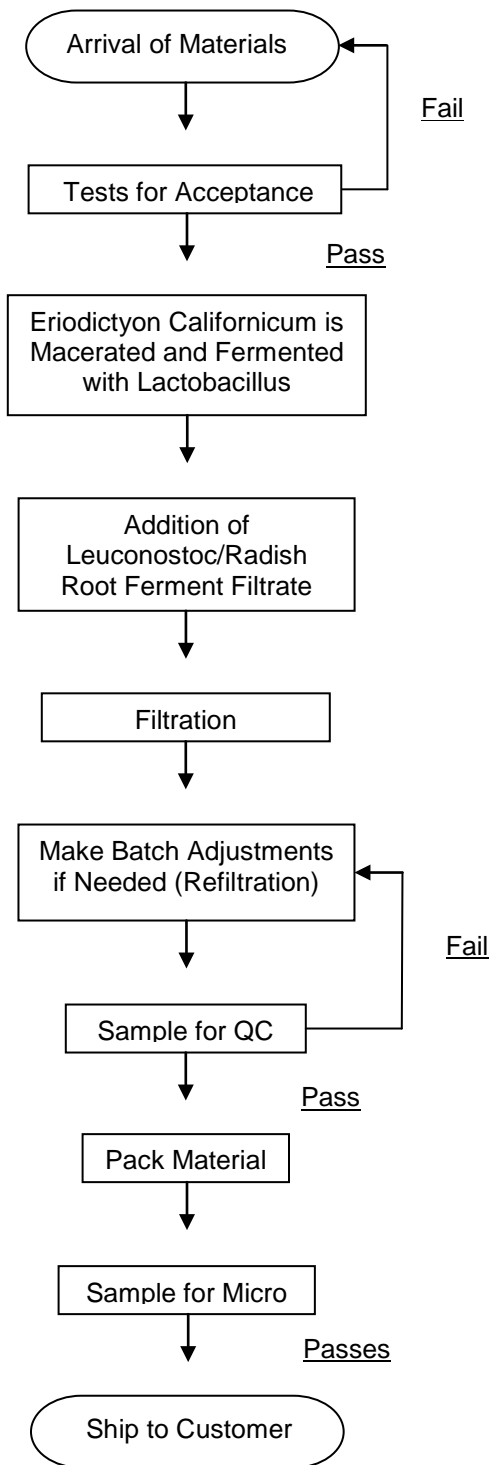 Arrival of Materials
Fail
Tests for Acceptance
Pass
Eriodictyon Californicum is
Macerated and Fermented
with Lactobacillus
Addition of
Leuconostoc/Radish
Root Ferment Filtrate
Filtration
Make Batch Adjustments
if Needed (Refiltration)
Fail
Sample for QC
Pass
Pack Material
Sample for Micro
Passes
Ship to Customer